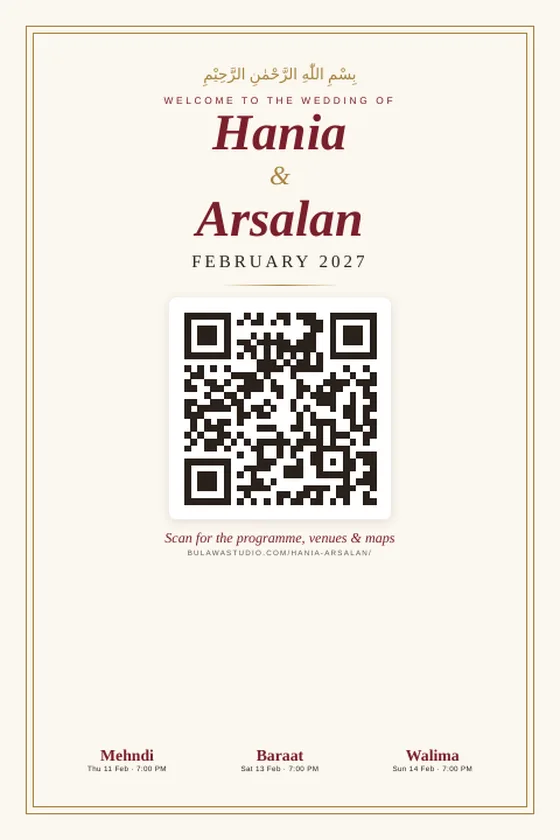 بِسْمِ اللّٰهِ الرَّحْمٰنِ الرَّحِيْمِ
WELCOME TO THE WEDDING OF
Hania
&
Arsalan
FEBRUARY 2027
Scan for the programme, venues & maps
BULAWASTUDIO.COM/HANIA-ARSALAN/
Mehndi Baraat Walima
Thu 11 Feb · 7:00 PM Sat 13 Feb · 7:00 PM Sun 14 Feb · 7:00 PM